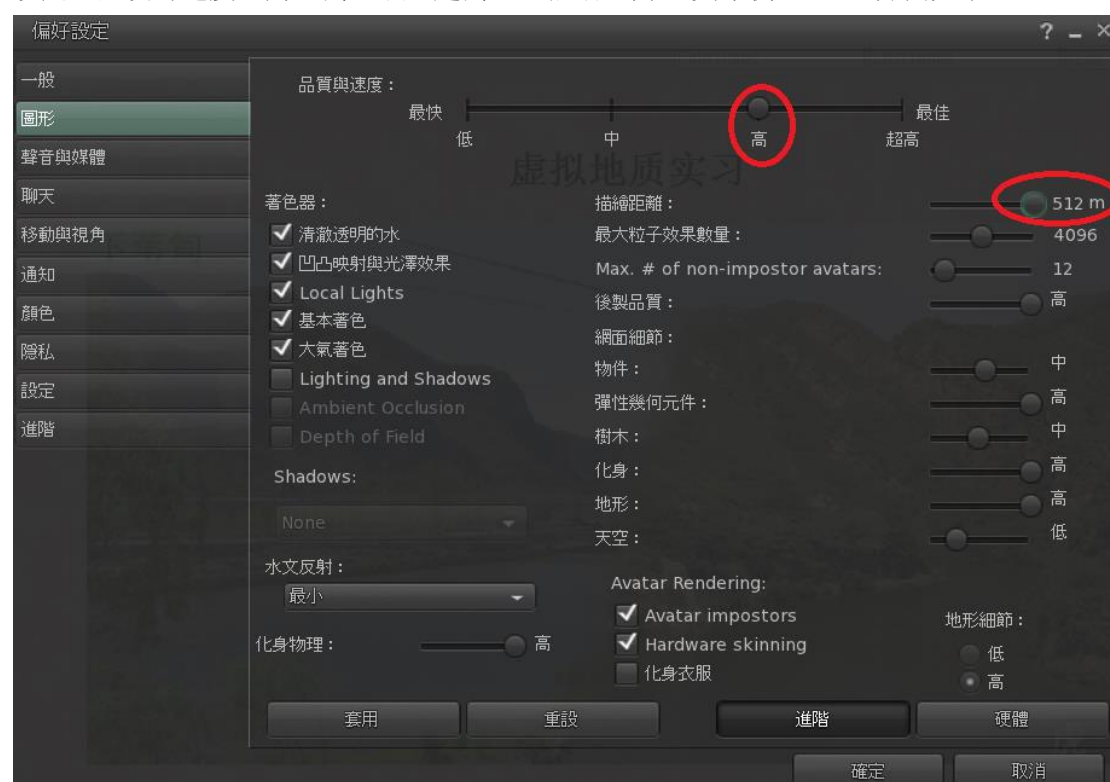 偏好設定 ? _ ×
一般
圖形
聲音與媒體
聊天
移動與視角
通知
顏色
隱私
設定
進階
品質與速度：
最快 最佳
低 中 高 超高
虚拟地质实习
著色器：
清澈透明的水
凹凸映射與光澤效果
Local Lights
基本著色
大氣著色
Lighting and Shadows
Ambient Occlusion
Depth of Field
Shadows:
None
水文反射：
最小
化身物理： 高
描繪距離： 512 m
最大粒子效果數量： 4096
Max. # of non-impostor avatars: 12
後製品質： 高
網面細節：
物件： 中
彈性幾何元件： 高
樹木： 中
化身： 高
地形： 高
天空： 低
Avatar Rendering:
Avatar impostors
Hardware skinning
化身衣服
地形細節：
低
高
套用 重設 進階 硬體
確定 取消